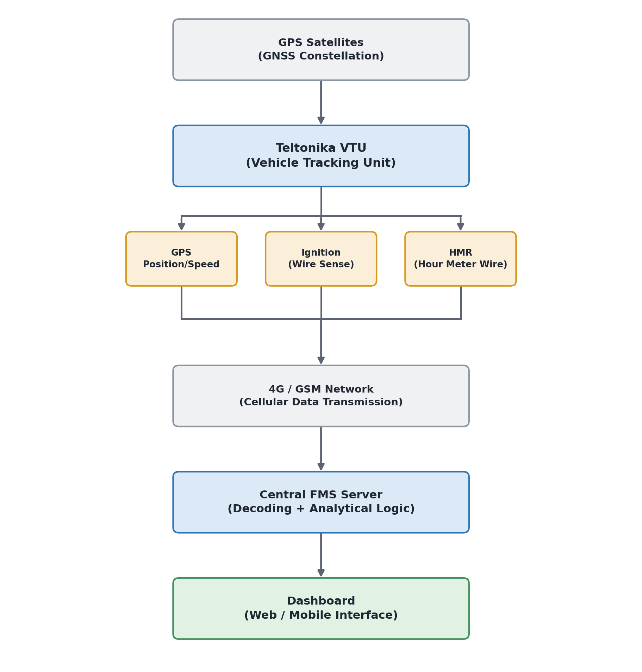 GPS Satellites
(GNSS Constellation)
Teltonika VTU
(Vehicle Tracking Unit)
GPS
Position/Speed
Ignition
(Wire Sense)
HMR
(Hour Meter Wire)
4G / GSM Network
(Cellular Data Transmission)
Central FMS Server
(Decoding + Analytical Logic)
Dashboard
(Web / Mobile Interface)